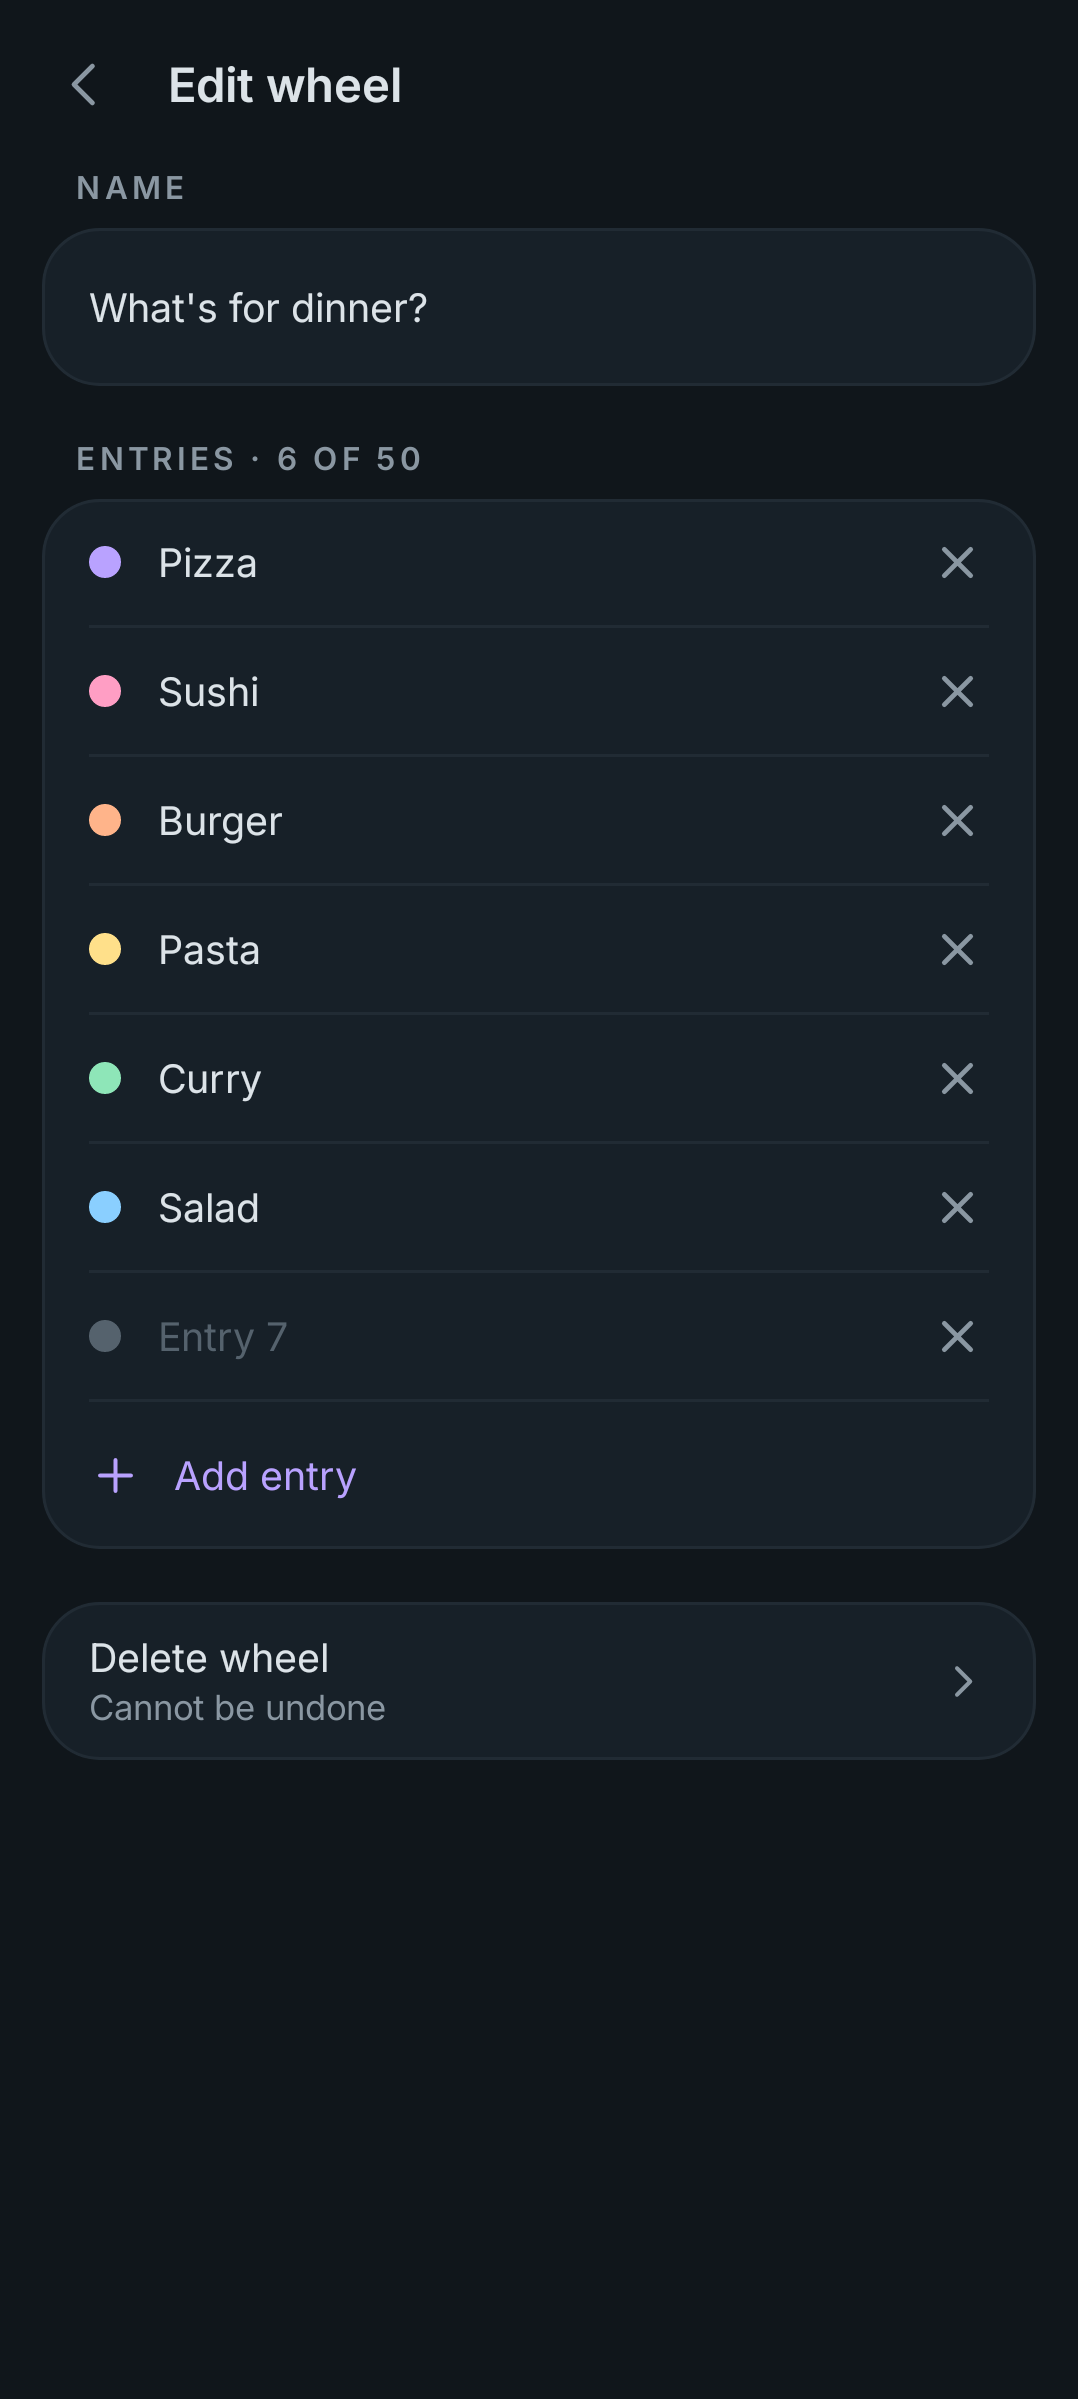 Edit wheel
NAME
What's for dinner?
ENTRIES · 6 OF 50
Pizza
Sushi
Burger
Pasta
Curry
Salad
Entry 7
Add entry
Delete wheel
Cannot be undone